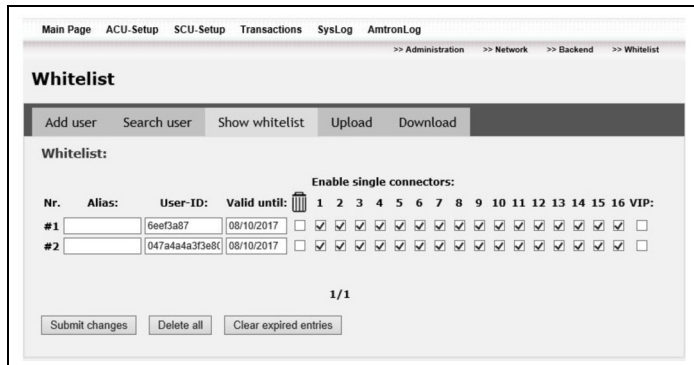 Main Page ACU-Setup SCU-Setup Transactions SysLog AmtronLog
>> Administration >> Network >> Backend >> Whitelist
Whitelist
Add user Search user Show whitelist Upload Download
Whitelist:
Enable single connectors:
Nr. Alias: User-ID: Valid until: 1 2 3 4 5 6 7 8 9 10 11 12 13 14 15 16 VIP:
#1 6eef3a87 08/10/2017
#2 047a4a4a3f3e80 08/10/2017
1/1
Submit changes Delete all Clear expired entries